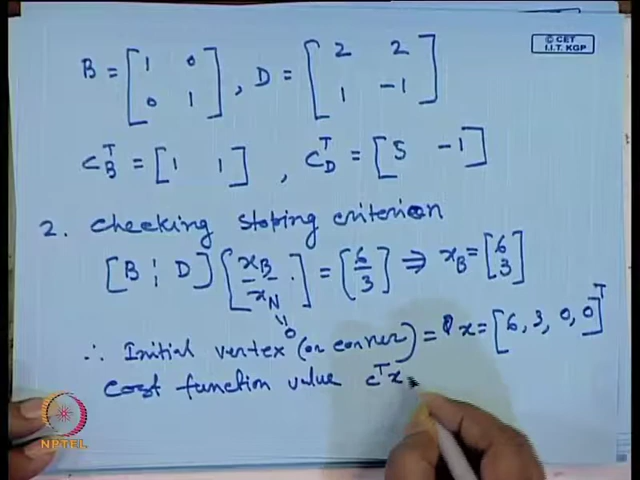 © CET
I.I.T. KGP
B = [1 0; 0 1], D = [2 2; 1 -1]
C_B^T = [1 1], C_D^T = [5 -1]
2. Checking stoping criterion
[B ¦ D] [x_B / x_N] = [6 / 3] ⇒ x_B = [6; 3]
= 0
∴ Initial vertex (or corner) = x = [6, 3, 0, 0]^T
Cost function value c^T x
NPTEL